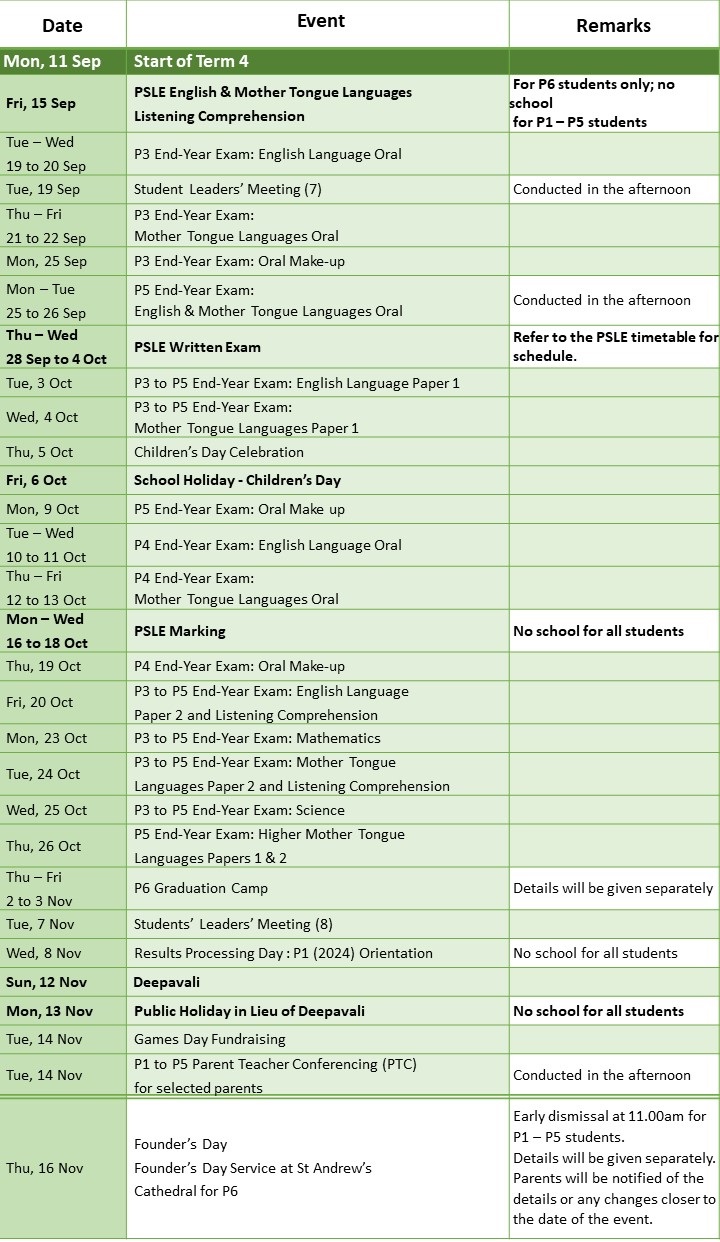 Date
Event
Remarks
Mon, 11 Sep
Start of Term 4
Fri, 15 Sep
PSLE English & Mother Tongue Languages
Listening Comprehension
For P6 students only; no
school
for P1 – P5 students
Tue – Wed
19 to 20 Sep
P3 End-Year Exam: English Language Oral
Tue, 19 Sep
Student Leaders’ Meeting (7)
Conducted in the afternoon
Thu – Fri
21 to 22 Sep
P3 End-Year Exam:
Mother Tongue Languages Oral
Mon, 25 Sep
P3 End-Year Exam: Oral Make-up
Mon – Tue
25 to 26 Sep
P5 End-Year Exam:
English & Mother Tongue Languages Oral
Conducted in the afternoon
Thu – Wed
28 Sep to 4 Oct
PSLE Written Exam
Refer to the PSLE timetable for
schedule.
Tue, 3 Oct
P3 to P5 End-Year Exam: English Language Paper 1
Wed, 4 Oct
P3 to P5 End-Year Exam:
Mother Tongue Languages Paper 1
Thu, 5 Oct
Children’s Day Celebration
Fri, 6 Oct
School Holiday - Children’s Day
Mon, 9 Oct
P5 End-Year Exam: Oral Make up
Tue – Wed
10 to 11 Oct
P4 End-Year Exam: English Language Oral
Thu – Fri
12 to 13 Oct
P4 End-Year Exam:
Mother Tongue Languages Oral
Mon – Wed
16 to 18 Oct
PSLE Marking
No school for all students
Thu, 19 Oct
P4 End-Year Exam: Oral Make-up
Fri, 20 Oct
P3 to P5 End-Year Exam: English Language
Paper 2 and Listening Comprehension
Mon, 23 Oct
P3 to P5 End-Year Exam: Mathematics
Tue, 24 Oct
P3 to P5 End-Year Exam: Mother Tongue
Languages Paper 2 and Listening Comprehension
Wed, 25 Oct
P3 to P5 End-Year Exam: Science
Thu, 26 Oct
P5 End-Year Exam: Higher Mother Tongue
Languages Papers 1 & 2
Thu – Fri
2 to 3 Nov
P6 Graduation Camp
Details will be given separately
Tue, 7 Nov
Students’ Leaders’ Meeting (8)
Wed, 8 Nov
Results Processing Day : P1 (2024) Orientation
No school for all students
Sun, 12 Nov
Deepavali
Mon, 13 Nov
Public Holiday in Lieu of Deepavali
No school for all students
Tue, 14 Nov
Games Day Fundraising
Tue, 14 Nov
P1 to P5 Parent Teacher Conferencing (PTC)
for selected parents
Conducted in the afternoon
Thu, 16 Nov
Founder’s Day
Founder’s Day Service at St Andrew’s
Cathedral for P6
Early dismissal at 11.00am for
P1 – P5 students.
Details will be given separately.
Parents will be notified of the
details or any changes closer to
the date of the event.